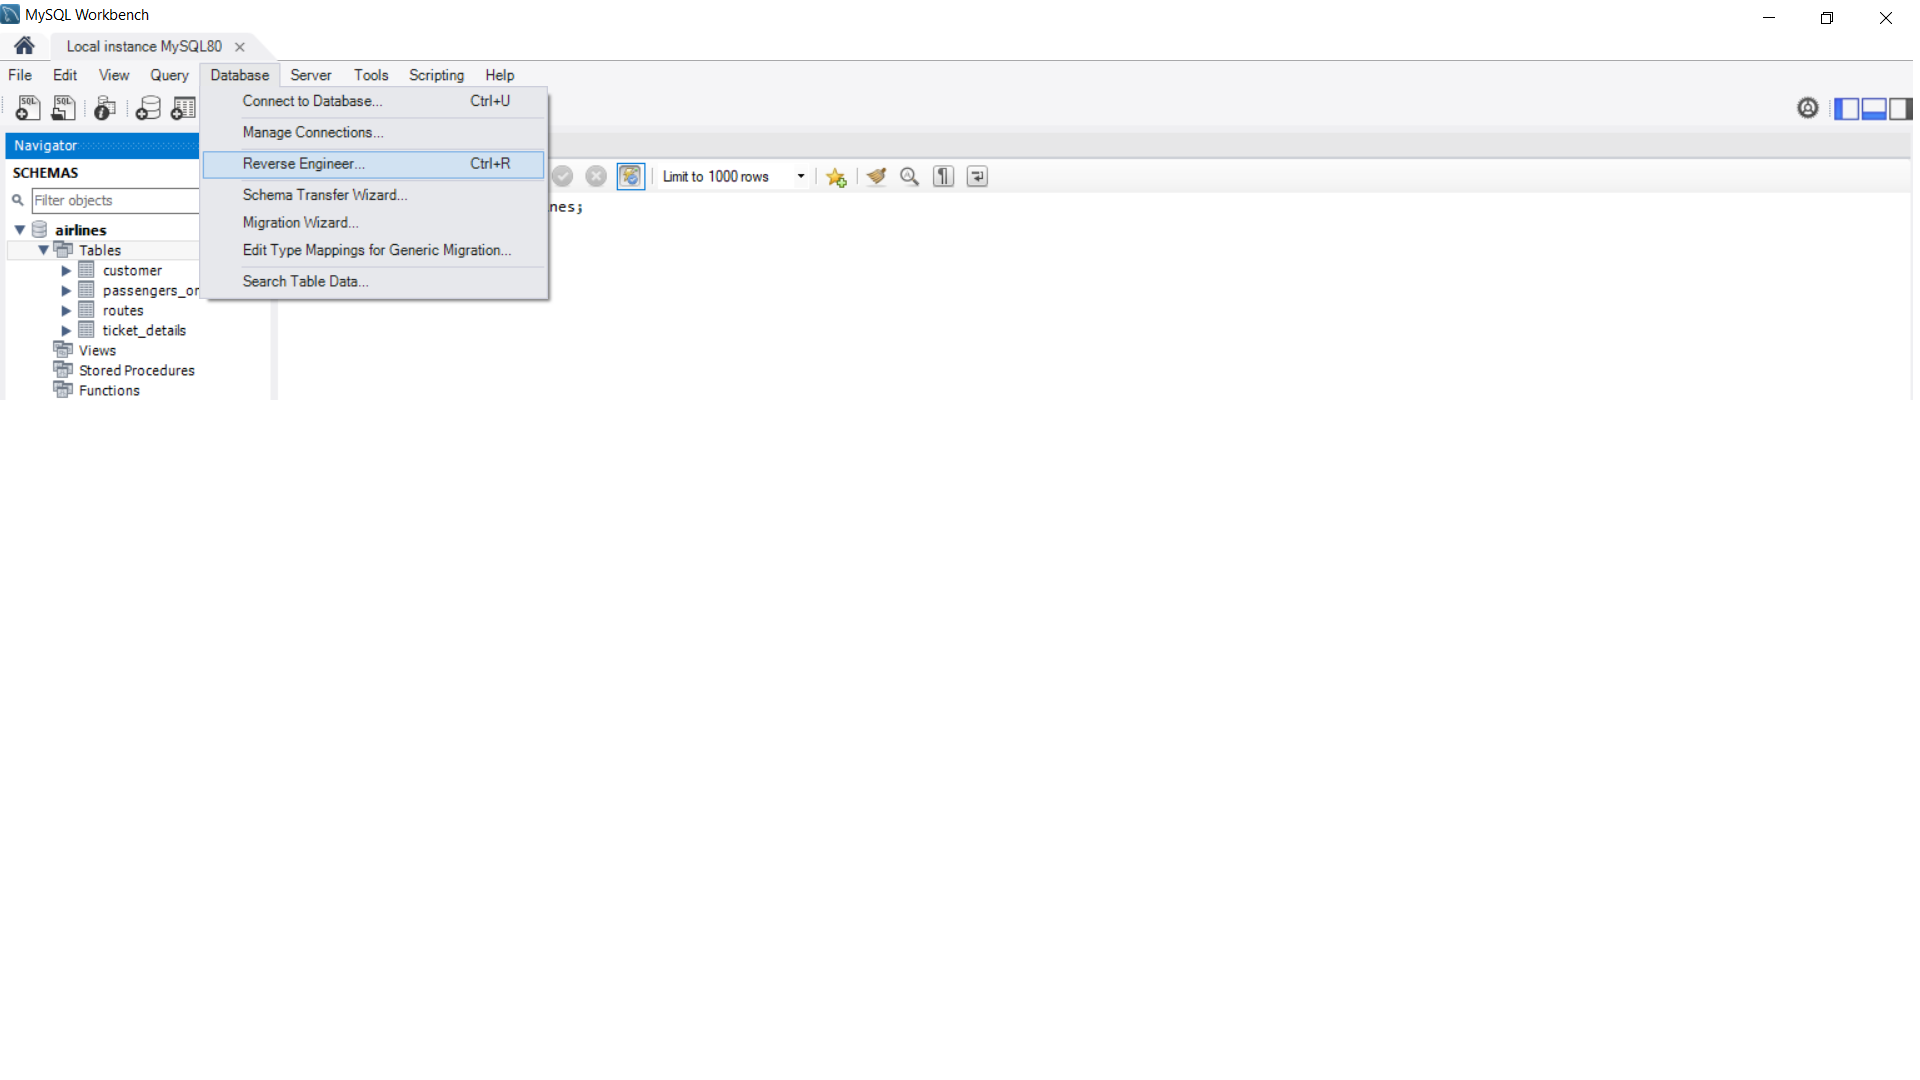 MySQL Workbench
Local instance MySQL80
File Edit View Query Database Server Tools Scripting Help
Connect to Database... Ctrl+U
Manage Connections...
Reverse Engineer... Ctrl+R
Schema Transfer Wizard...
Migration Wizard...
Edit Type Mappings for Generic Migration...
Search Table Data...
SQL SQL
Navigator
SCHEMAS
Filter objects
airlines
Tables
customer
passengers_or
routes
ticket_details
Views
Stored Procedures
Functions
Limit to 1000 rows
nes;